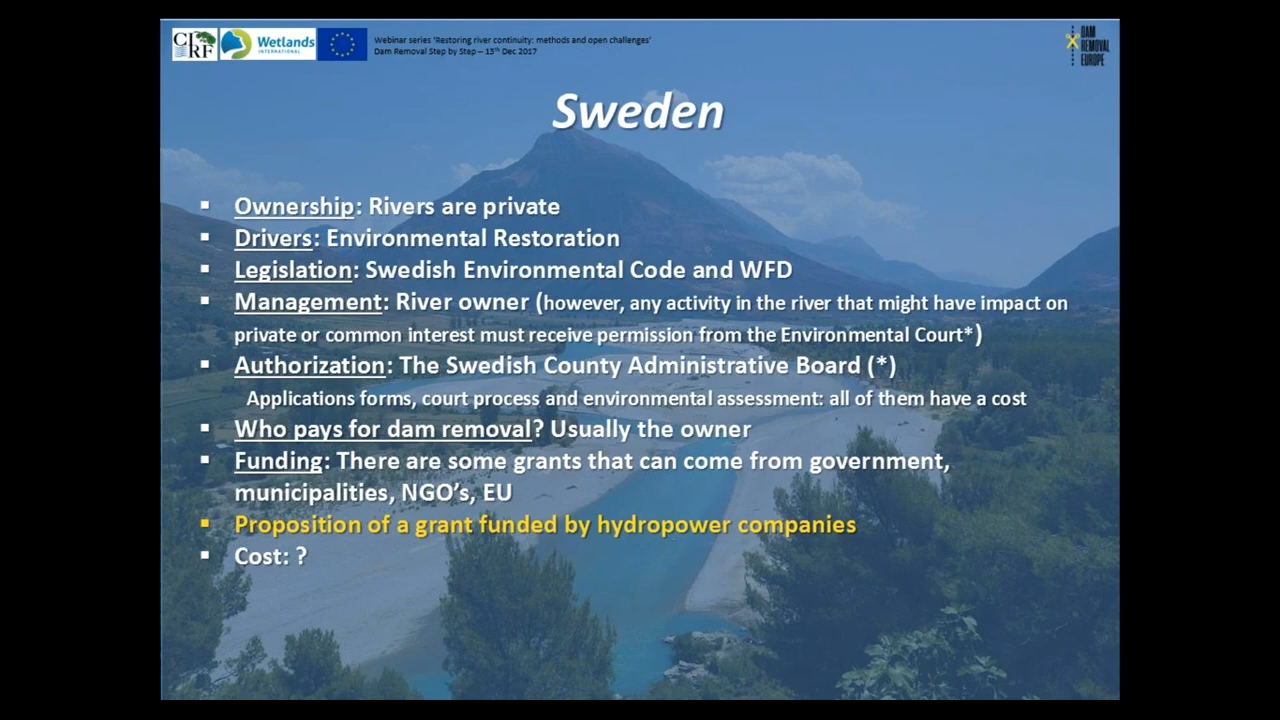 CIRF
Wetlands
INTERNATIONAL
Webinar series 'Restoring river continuity: methods and open challenges'
Dam Removal Step by Step – 13th Dec 2017
DAM
REMOVAL
EUROPE
Sweden
▪ Ownership: Rivers are private
▪ Drivers: Environmental Restoration
▪ Legislation: Swedish Environmental Code and WFD
▪ Management: River owner (however, any activity in the river that might have impact on
private or common interest must receive permission from the Environmental Court*)
▪ Authorization: The Swedish County Administrative Board (*)
Applications forms, court process and environmental assessment: all of them have a cost
▪ Who pays for dam removal? Usually the owner
▪ Funding: There are some grants that can come from government,
municipalities, NGO's, EU
▪ Proposition of a grant funded by hydropower companies
▪ Cost: ?